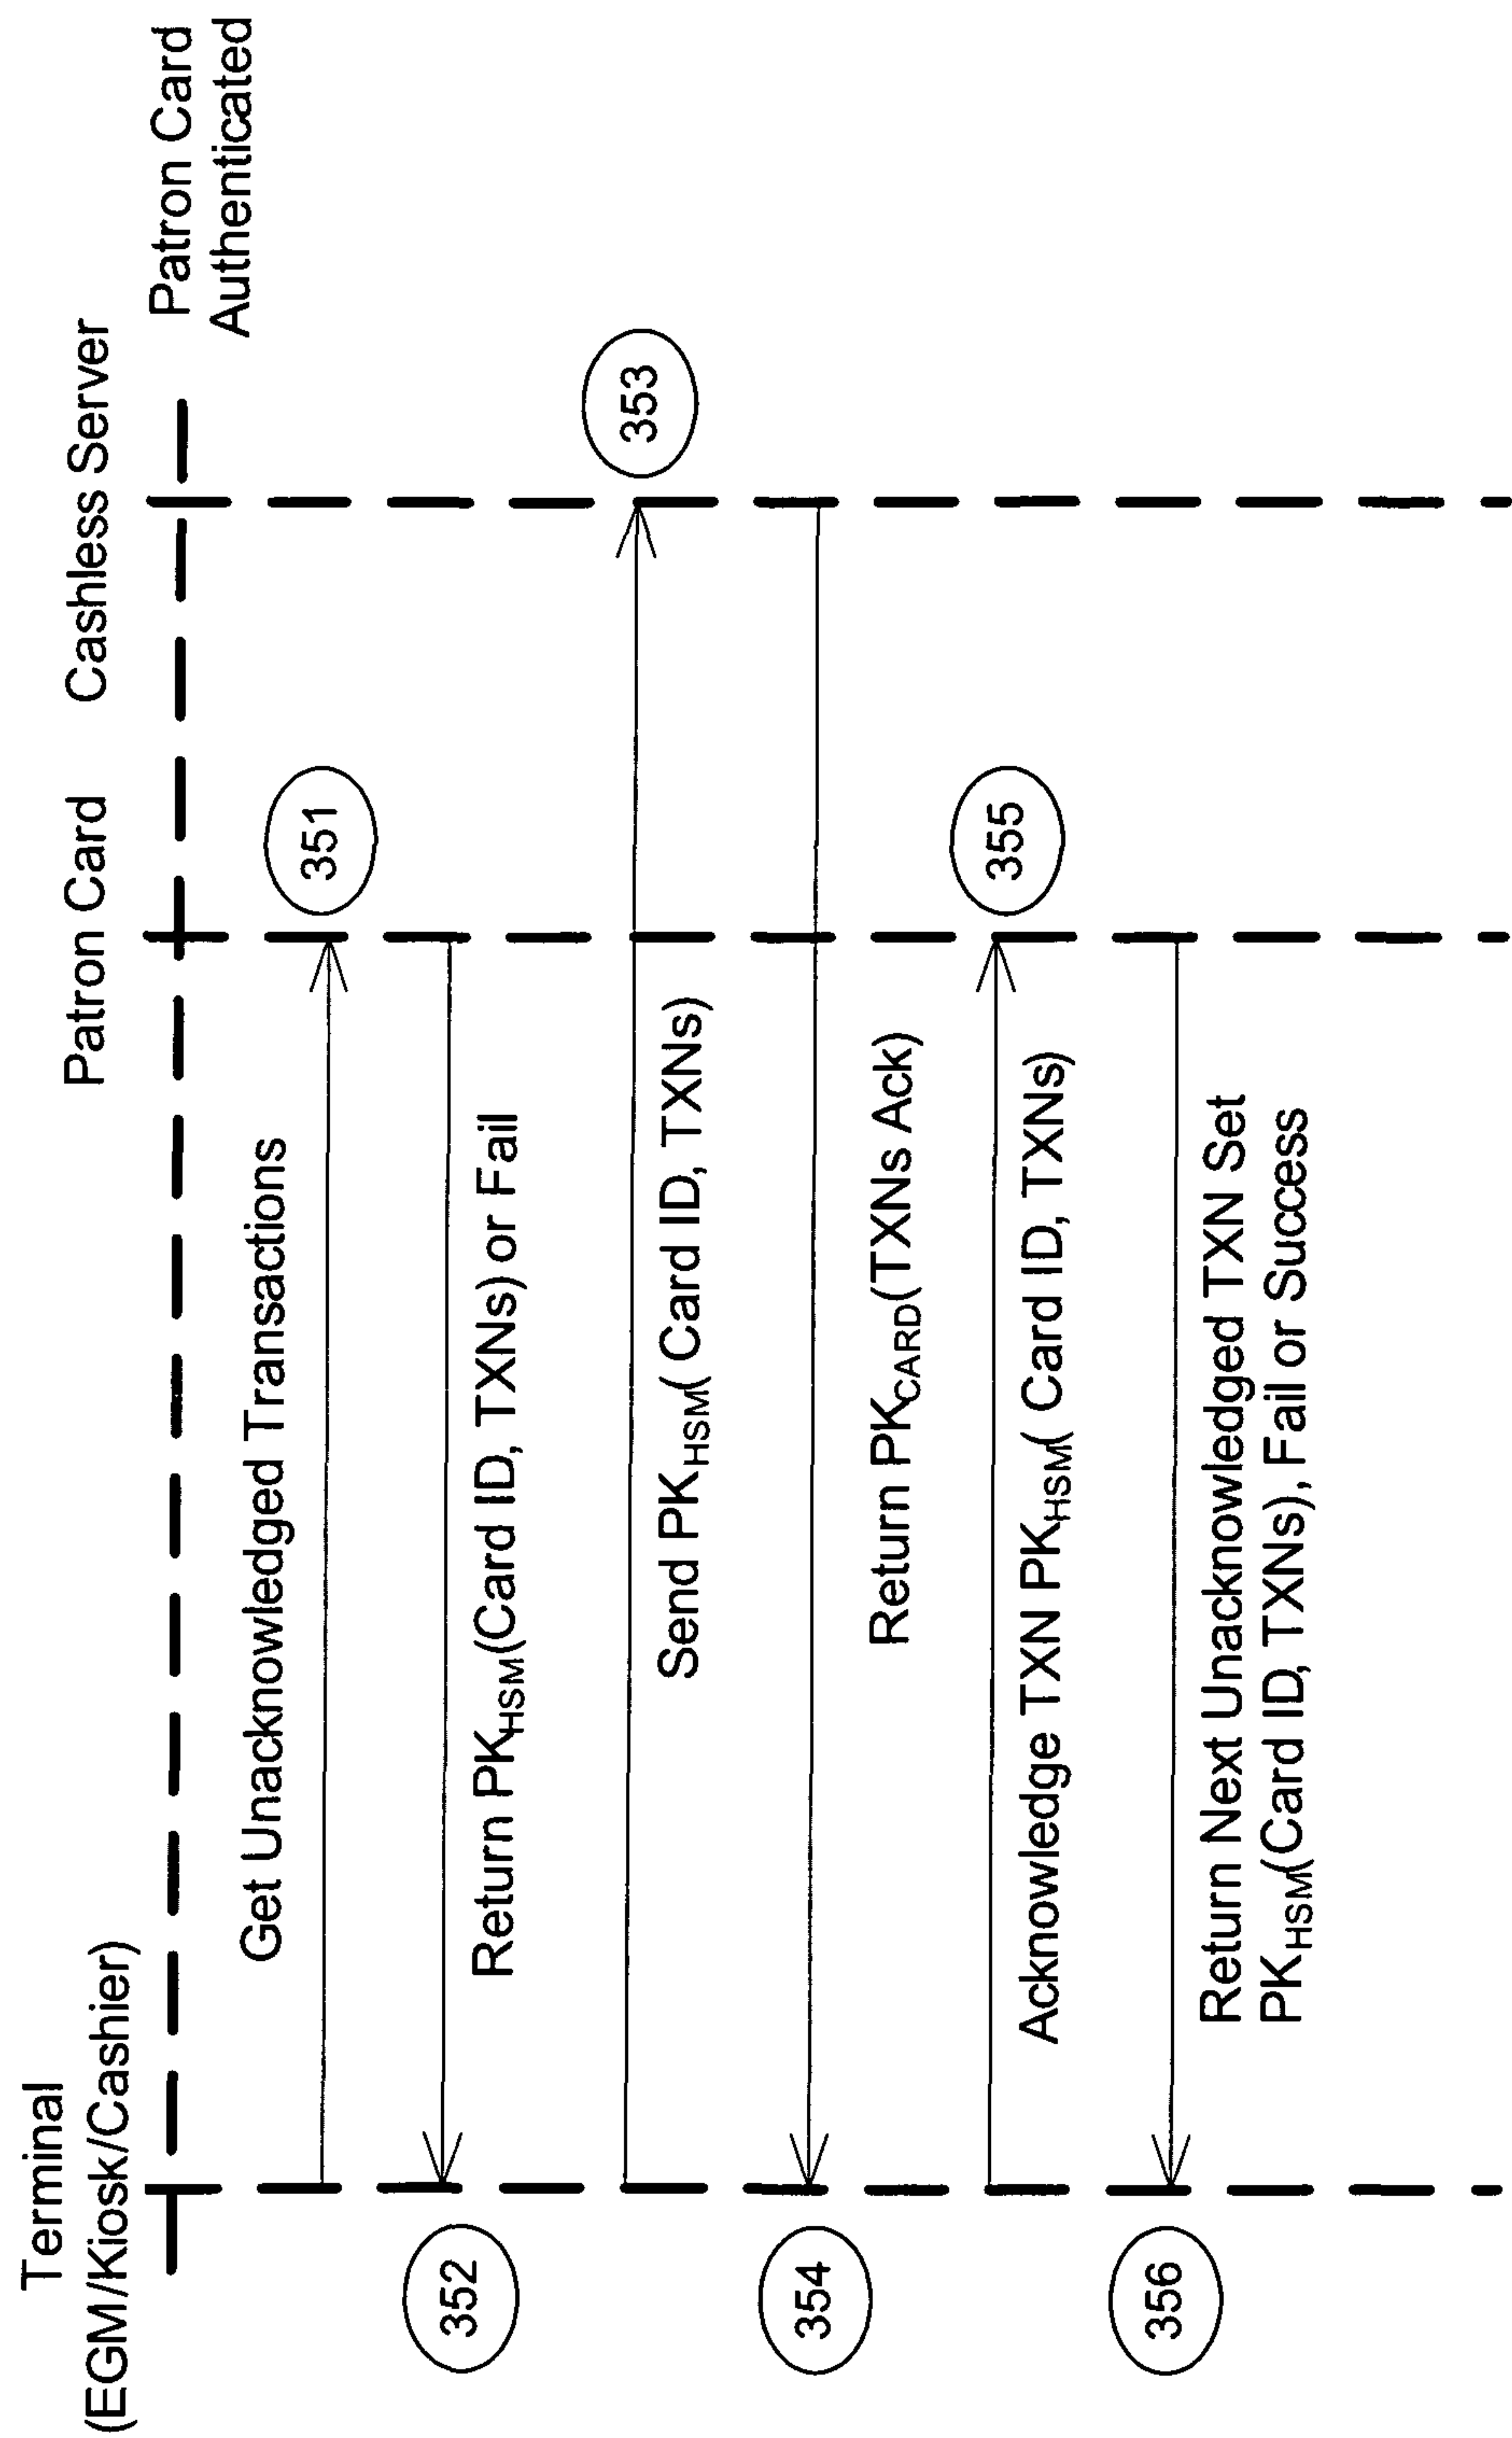 Terminal
(EGM/Kiosk/Cashier)
Patron Card
Cashless Server
Patron Card
Authenticated
Get Unacknowledged Transactions
351
352
Return PKHSM(Card ID, TXNs) or Fail
353
Send PKHSM( Card ID, TXNs)
354
Return PKCARD(TXNs Ack)
355
Acknowledge TXN PKHSM( Card ID, TXNs)
356
Return Next Unacknowledged TXN Set
PKHSM(Card ID, TXNs), Fail or Success